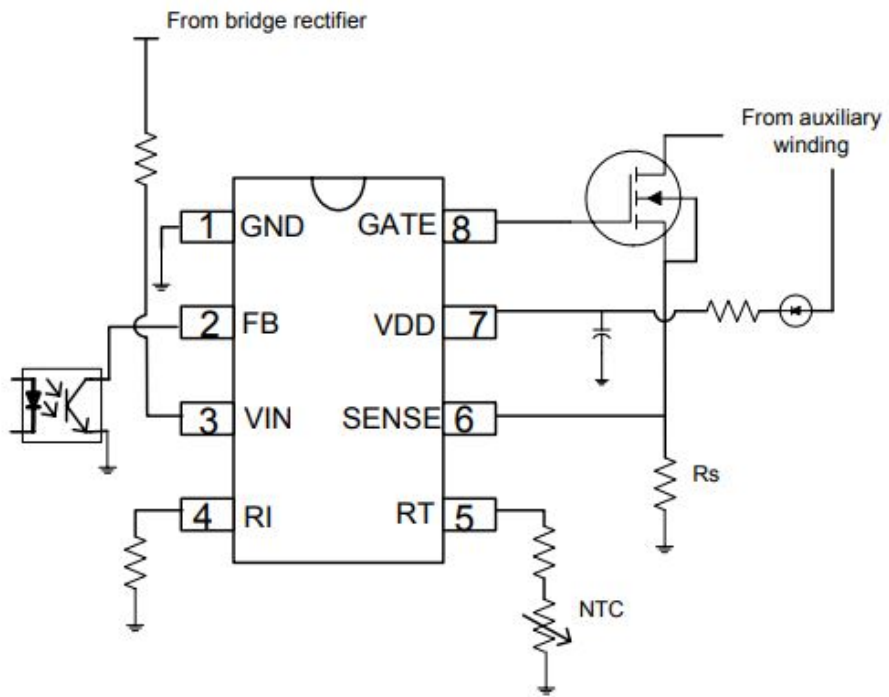 From bridge rectifier
From auxiliary
winding
1 GND GATE 8
2 FB VDD 7
3 VIN SENSE 6
Rs
4 RI RT 5
NTC